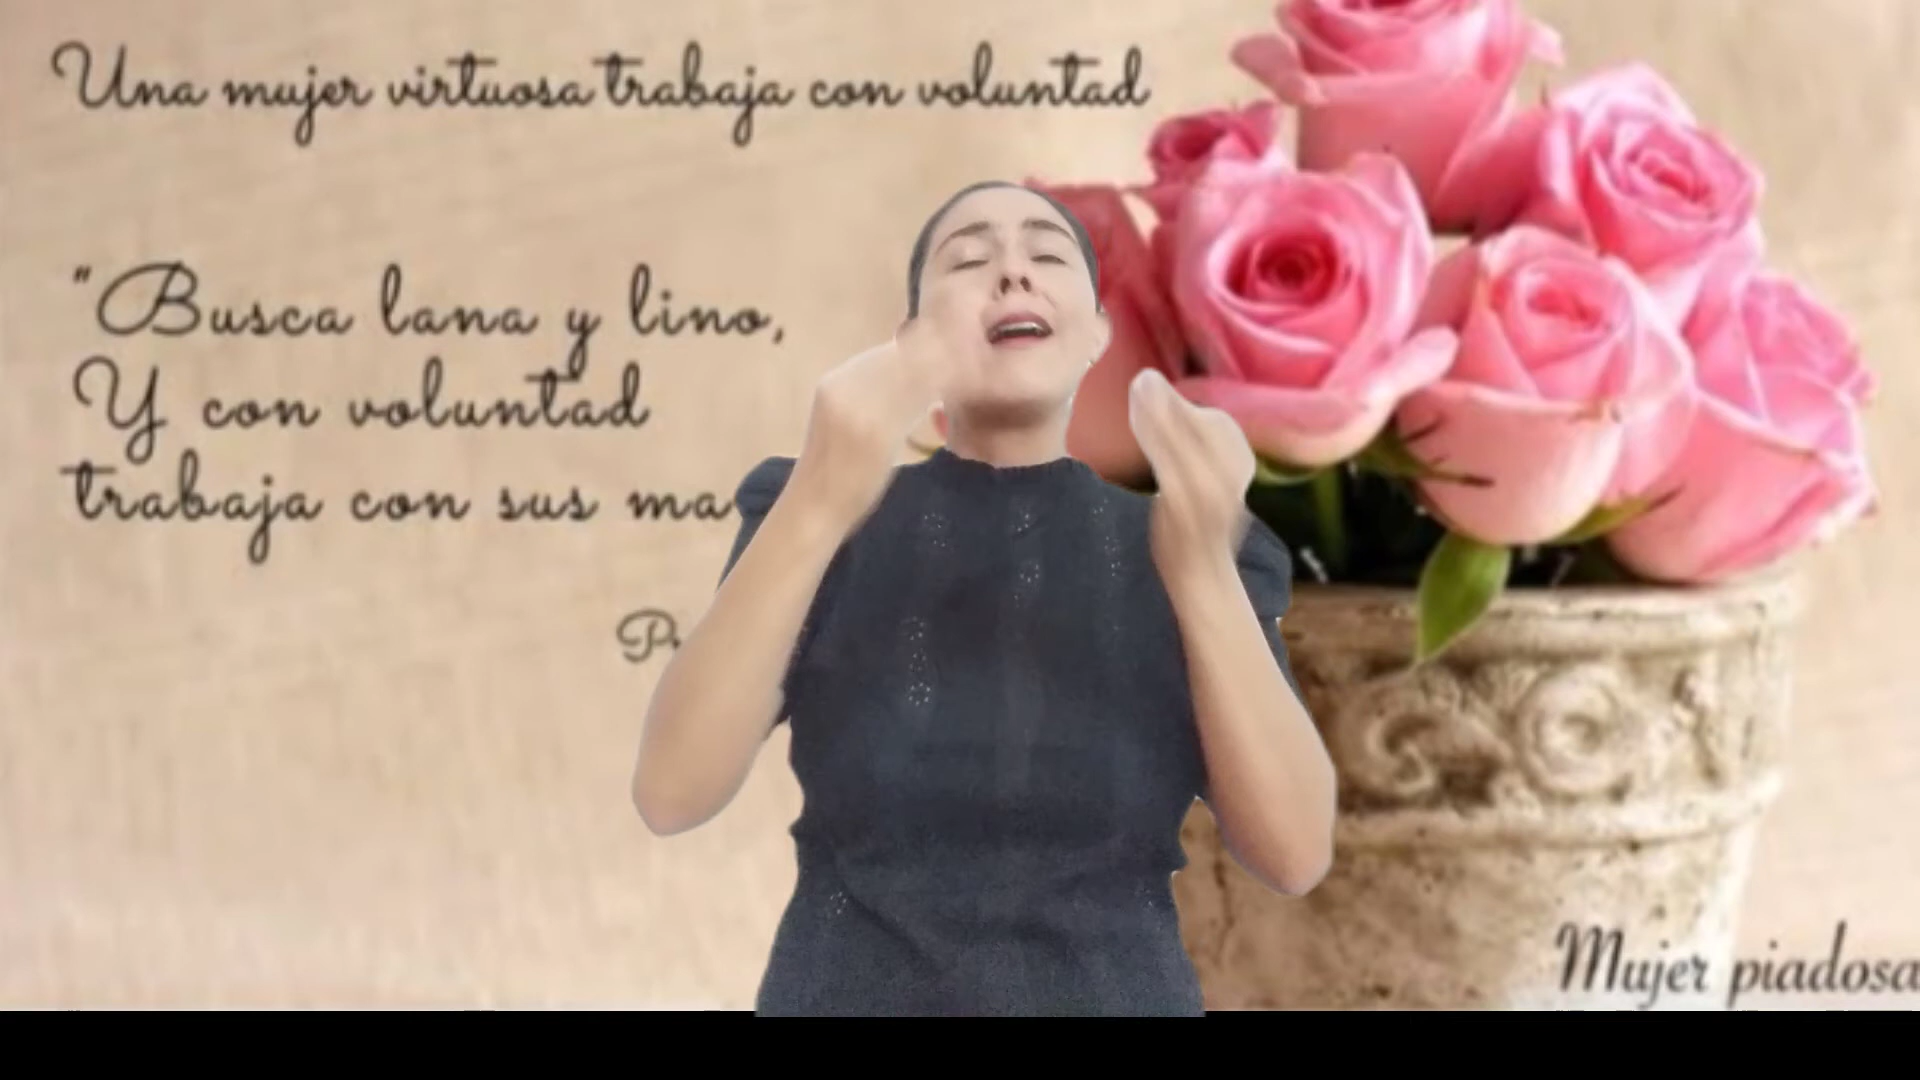 Una mujer virtuosa trabaja con voluntad
"Busca lana y lino,
Y con voluntad
trabaja con sus ma
Mujer piadosa